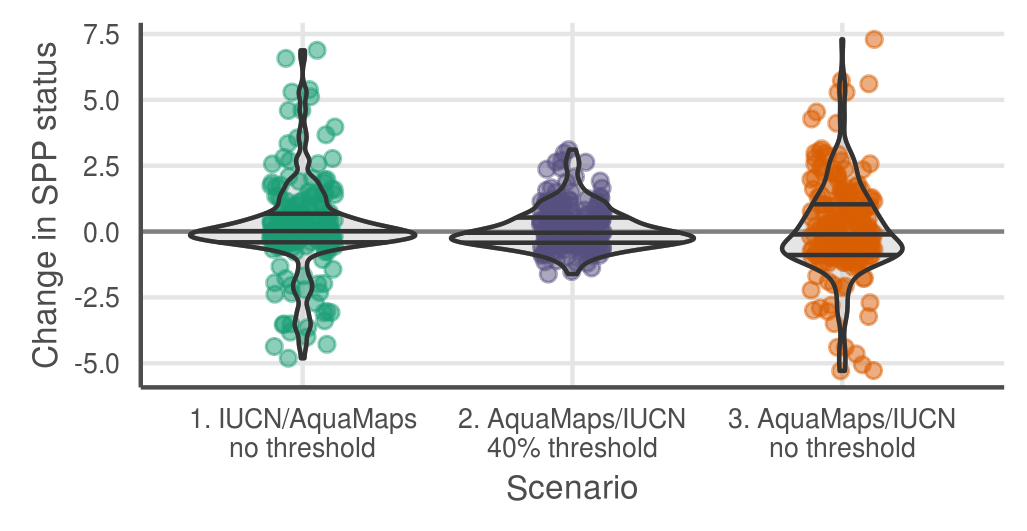 Change in SPP status
7.5
5.0
2.5
0.0
-2.5
-5.0
1. IUCN/AquaMaps
no threshold
2. AquaMaps/IUCN
40% threshold
3. AquaMaps/IUCN
no threshold
Scenario